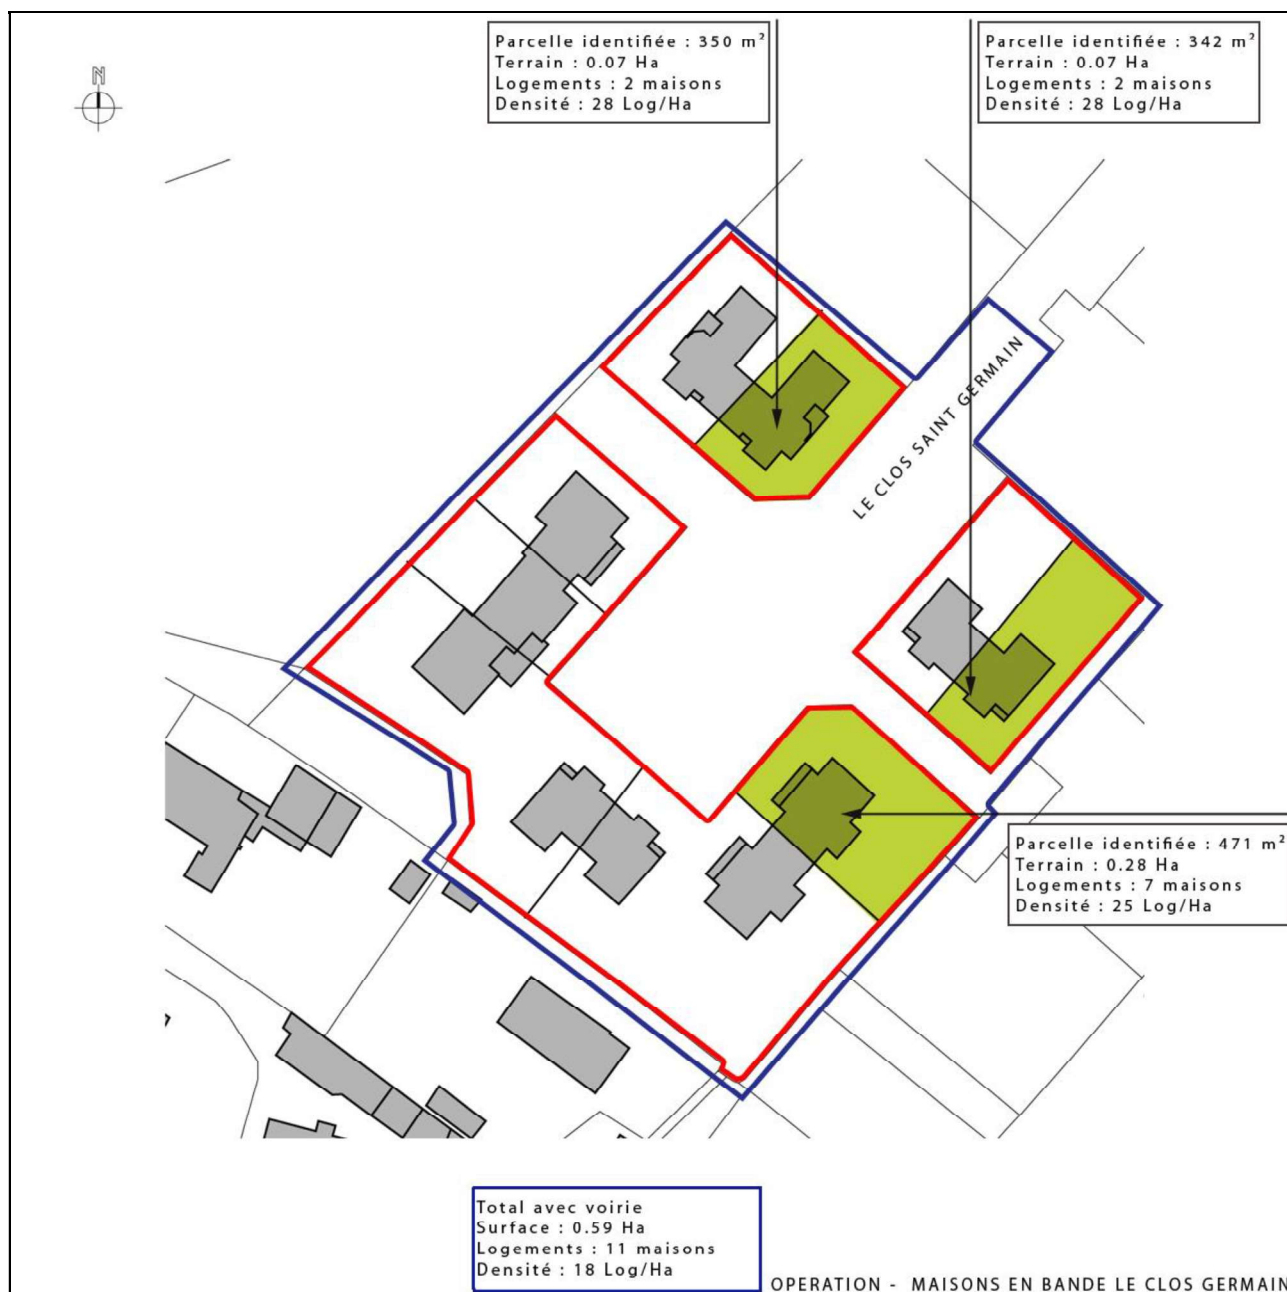 Parcelle identifiée : 350 m²
Terrain : 0.07 Ha
Logements : 2 maisons
Densité : 28 Log/Ha
Parcelle identifiée : 342 m²
Terrain : 0.07 Ha
Logements : 2 maisons
Densité : 28 Log/Ha
N
LE CLOS SAINT GERMAIN
Parcelle identifiée : 471 m²
Terrain : 0.28 Ha
Logements : 7 maisons
Densité : 25 Log/Ha
Total avec voirie
Surface : 0.59 Ha
Logements : 11 maisons
Densité : 18 Log/Ha
OPERATION - MAISONS EN BANDE LE CLOS GERMAIN